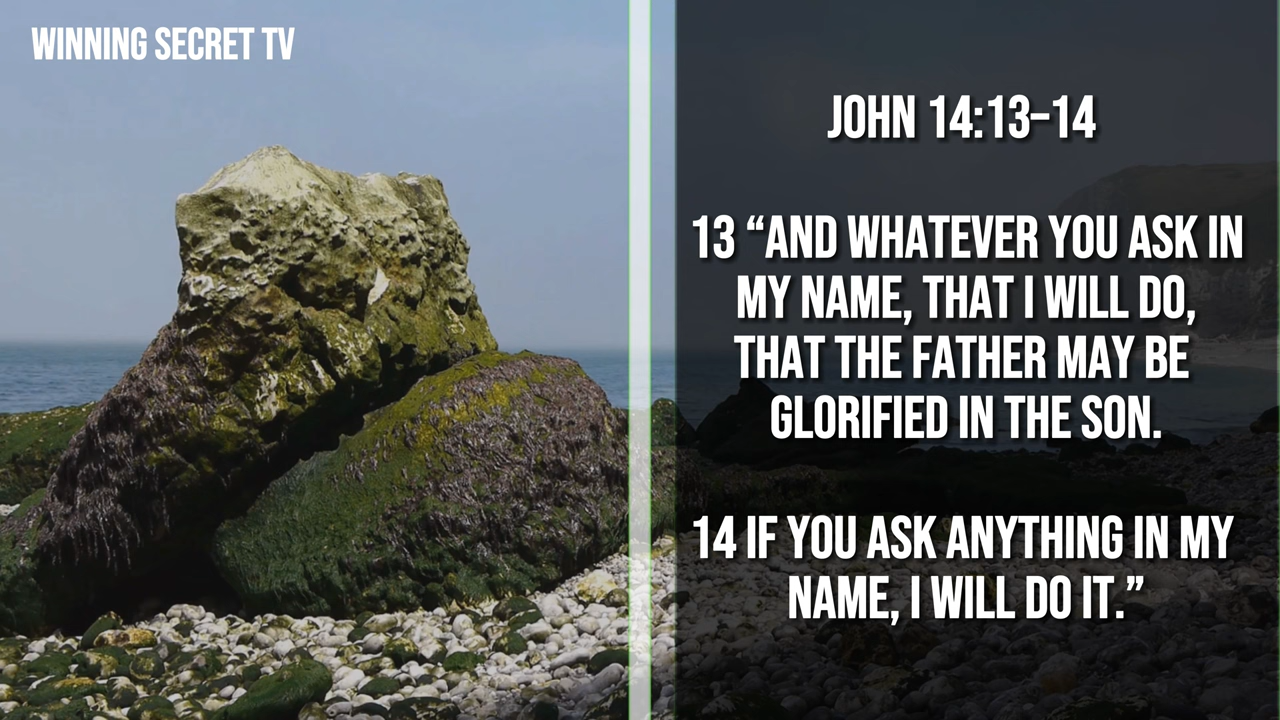 WINNING SECRET TV
JOHN 14:13–14
13 “AND WHATEVER YOU ASK IN
MY NAME, THAT I WILL DO,
THAT THE FATHER MAY BE
GLORIFIED IN THE SON.
14 IF YOU ASK ANYTHING IN MY
NAME, I WILL DO IT.”